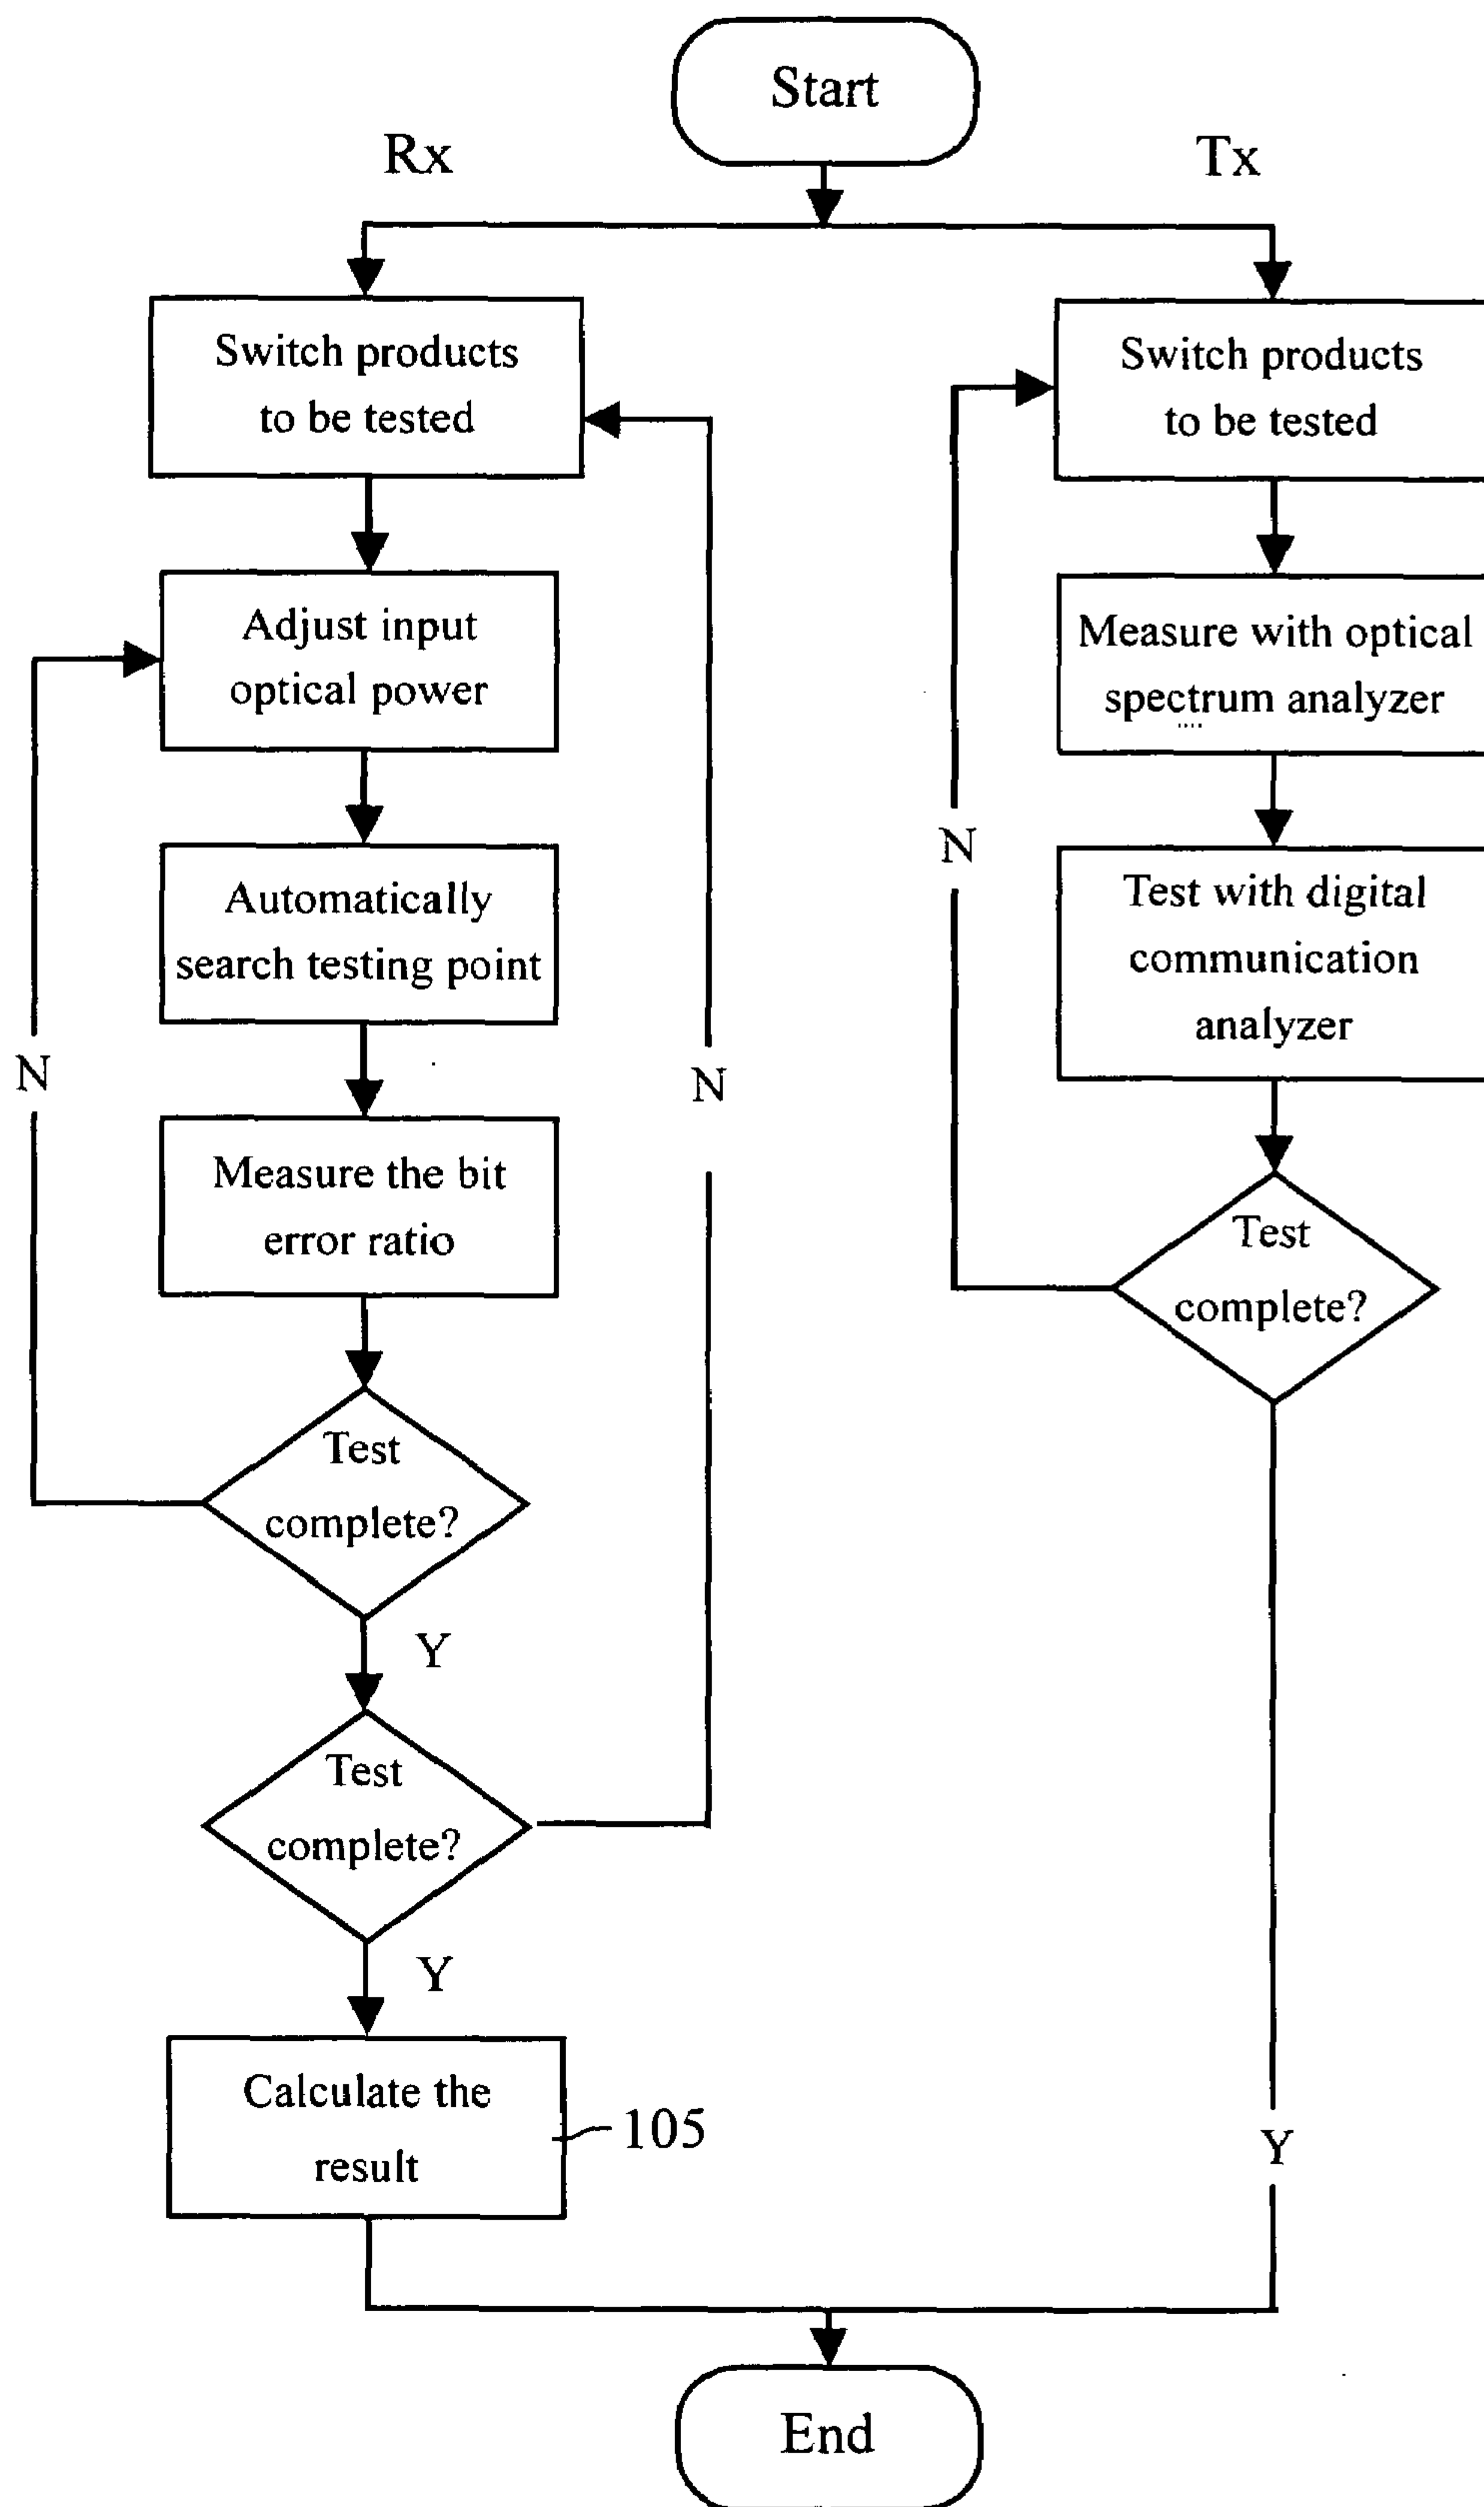 Start
Rx
Tx
Switch products
to be tested
Adjust input
optical power
Automatically
search testing point
N
Measure the bit
error ratio
Test
complete?
Y
N
Test
complete?
Y
Calculate the
result
105
Switch products
to be tested
Measure with optical
spectrum analyzer
N
Test with digital
communication
analyzer
Test
complete?
Y
End